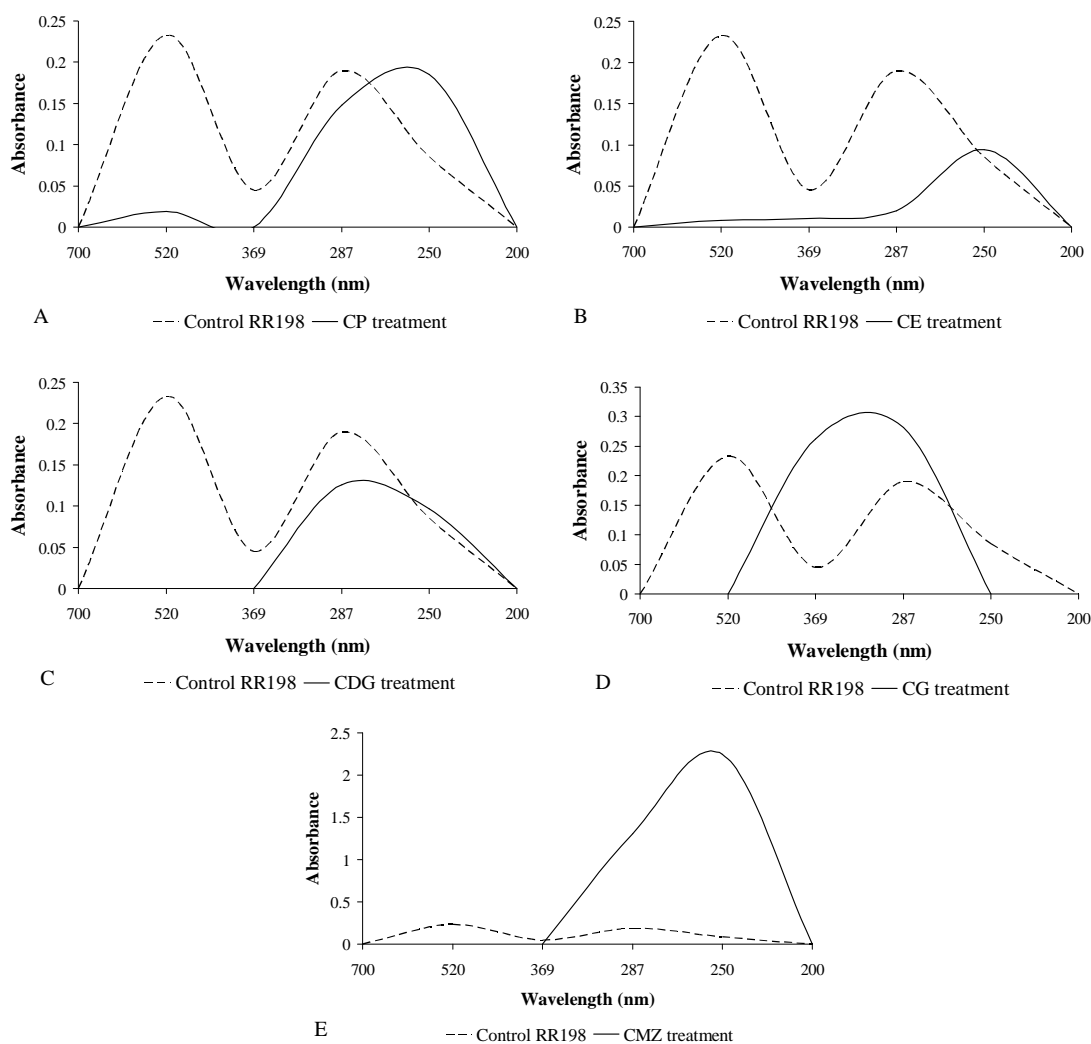 0.25
0.2
0.15
0.1
0.05
0
Absorbance
700 520 369 287 250 200
Wavelength (nm)
A
Control RR198 CP treatment
0.25
0.2
0.15
0.1
0.05
0
Absorbance
700 520 369 287 250 200
Wavelength (nm)
B
Control RR198 CE treatment
0.25
0.2
0.15
0.1
0.05
0
Absorbance
700 520 369 287 250 200
Wavelength (nm)
C
Control RR198 CDG treatment
0.35
0.3
0.25
0.2
0.15
0.1
0.05
0
Absorbance
700 520 369 287 250 200
Wavelength (nm)
D
Control RR198 CG treatment
2.5
2
1.5
1
0.5
0
Absorbance
700 520 369 287 250 200
Wavelength (nm)
E
Control RR198 CMZ treatment